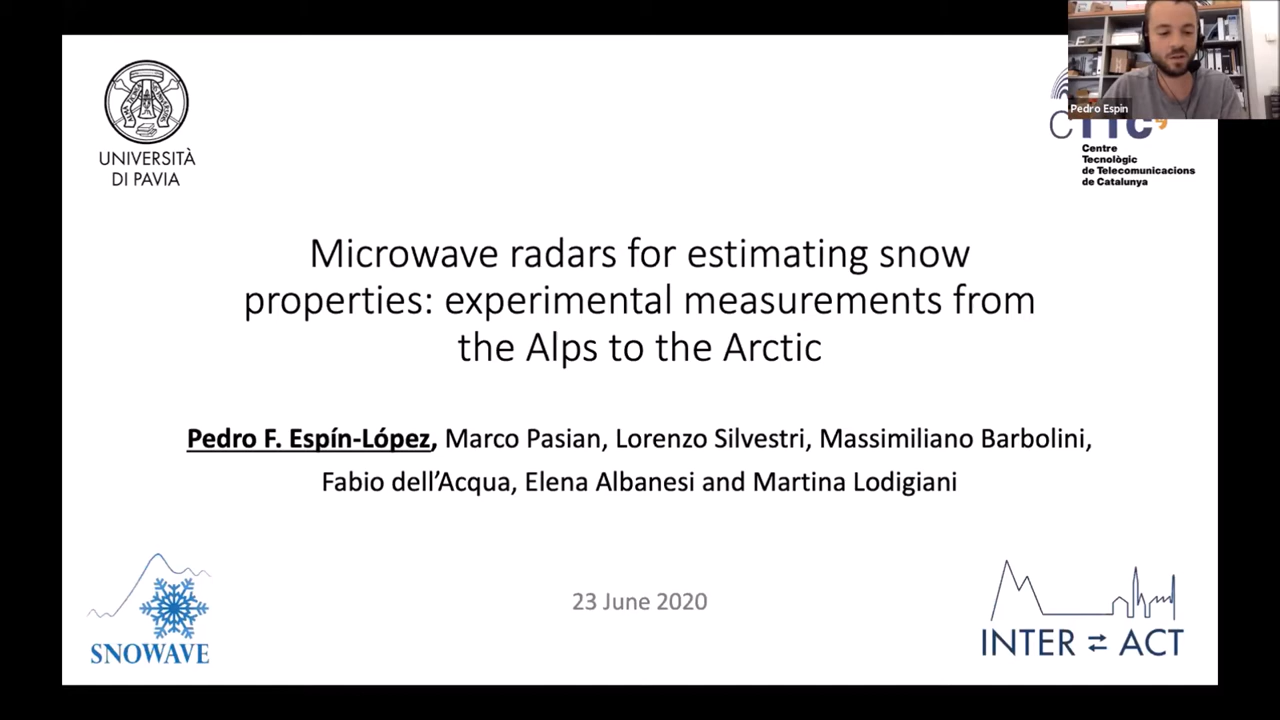 Pedro Espin
UNIVERSITÀ
DI PAVIA
Centre
Tecnològic
de Telecomunicacions
de Catalunya
Microwave radars for estimating snow
properties: experimental measurements from
the Alps to the Arctic
Pedro F. Espín-López, Marco Pasian, Lorenzo Silvestri, Massimiliano Barbolini,
Fabio dell’Acqua, Elena Albanesi and Martina Lodigiani
23 June 2020
SNOWAVE
INTER ⇄ ACT